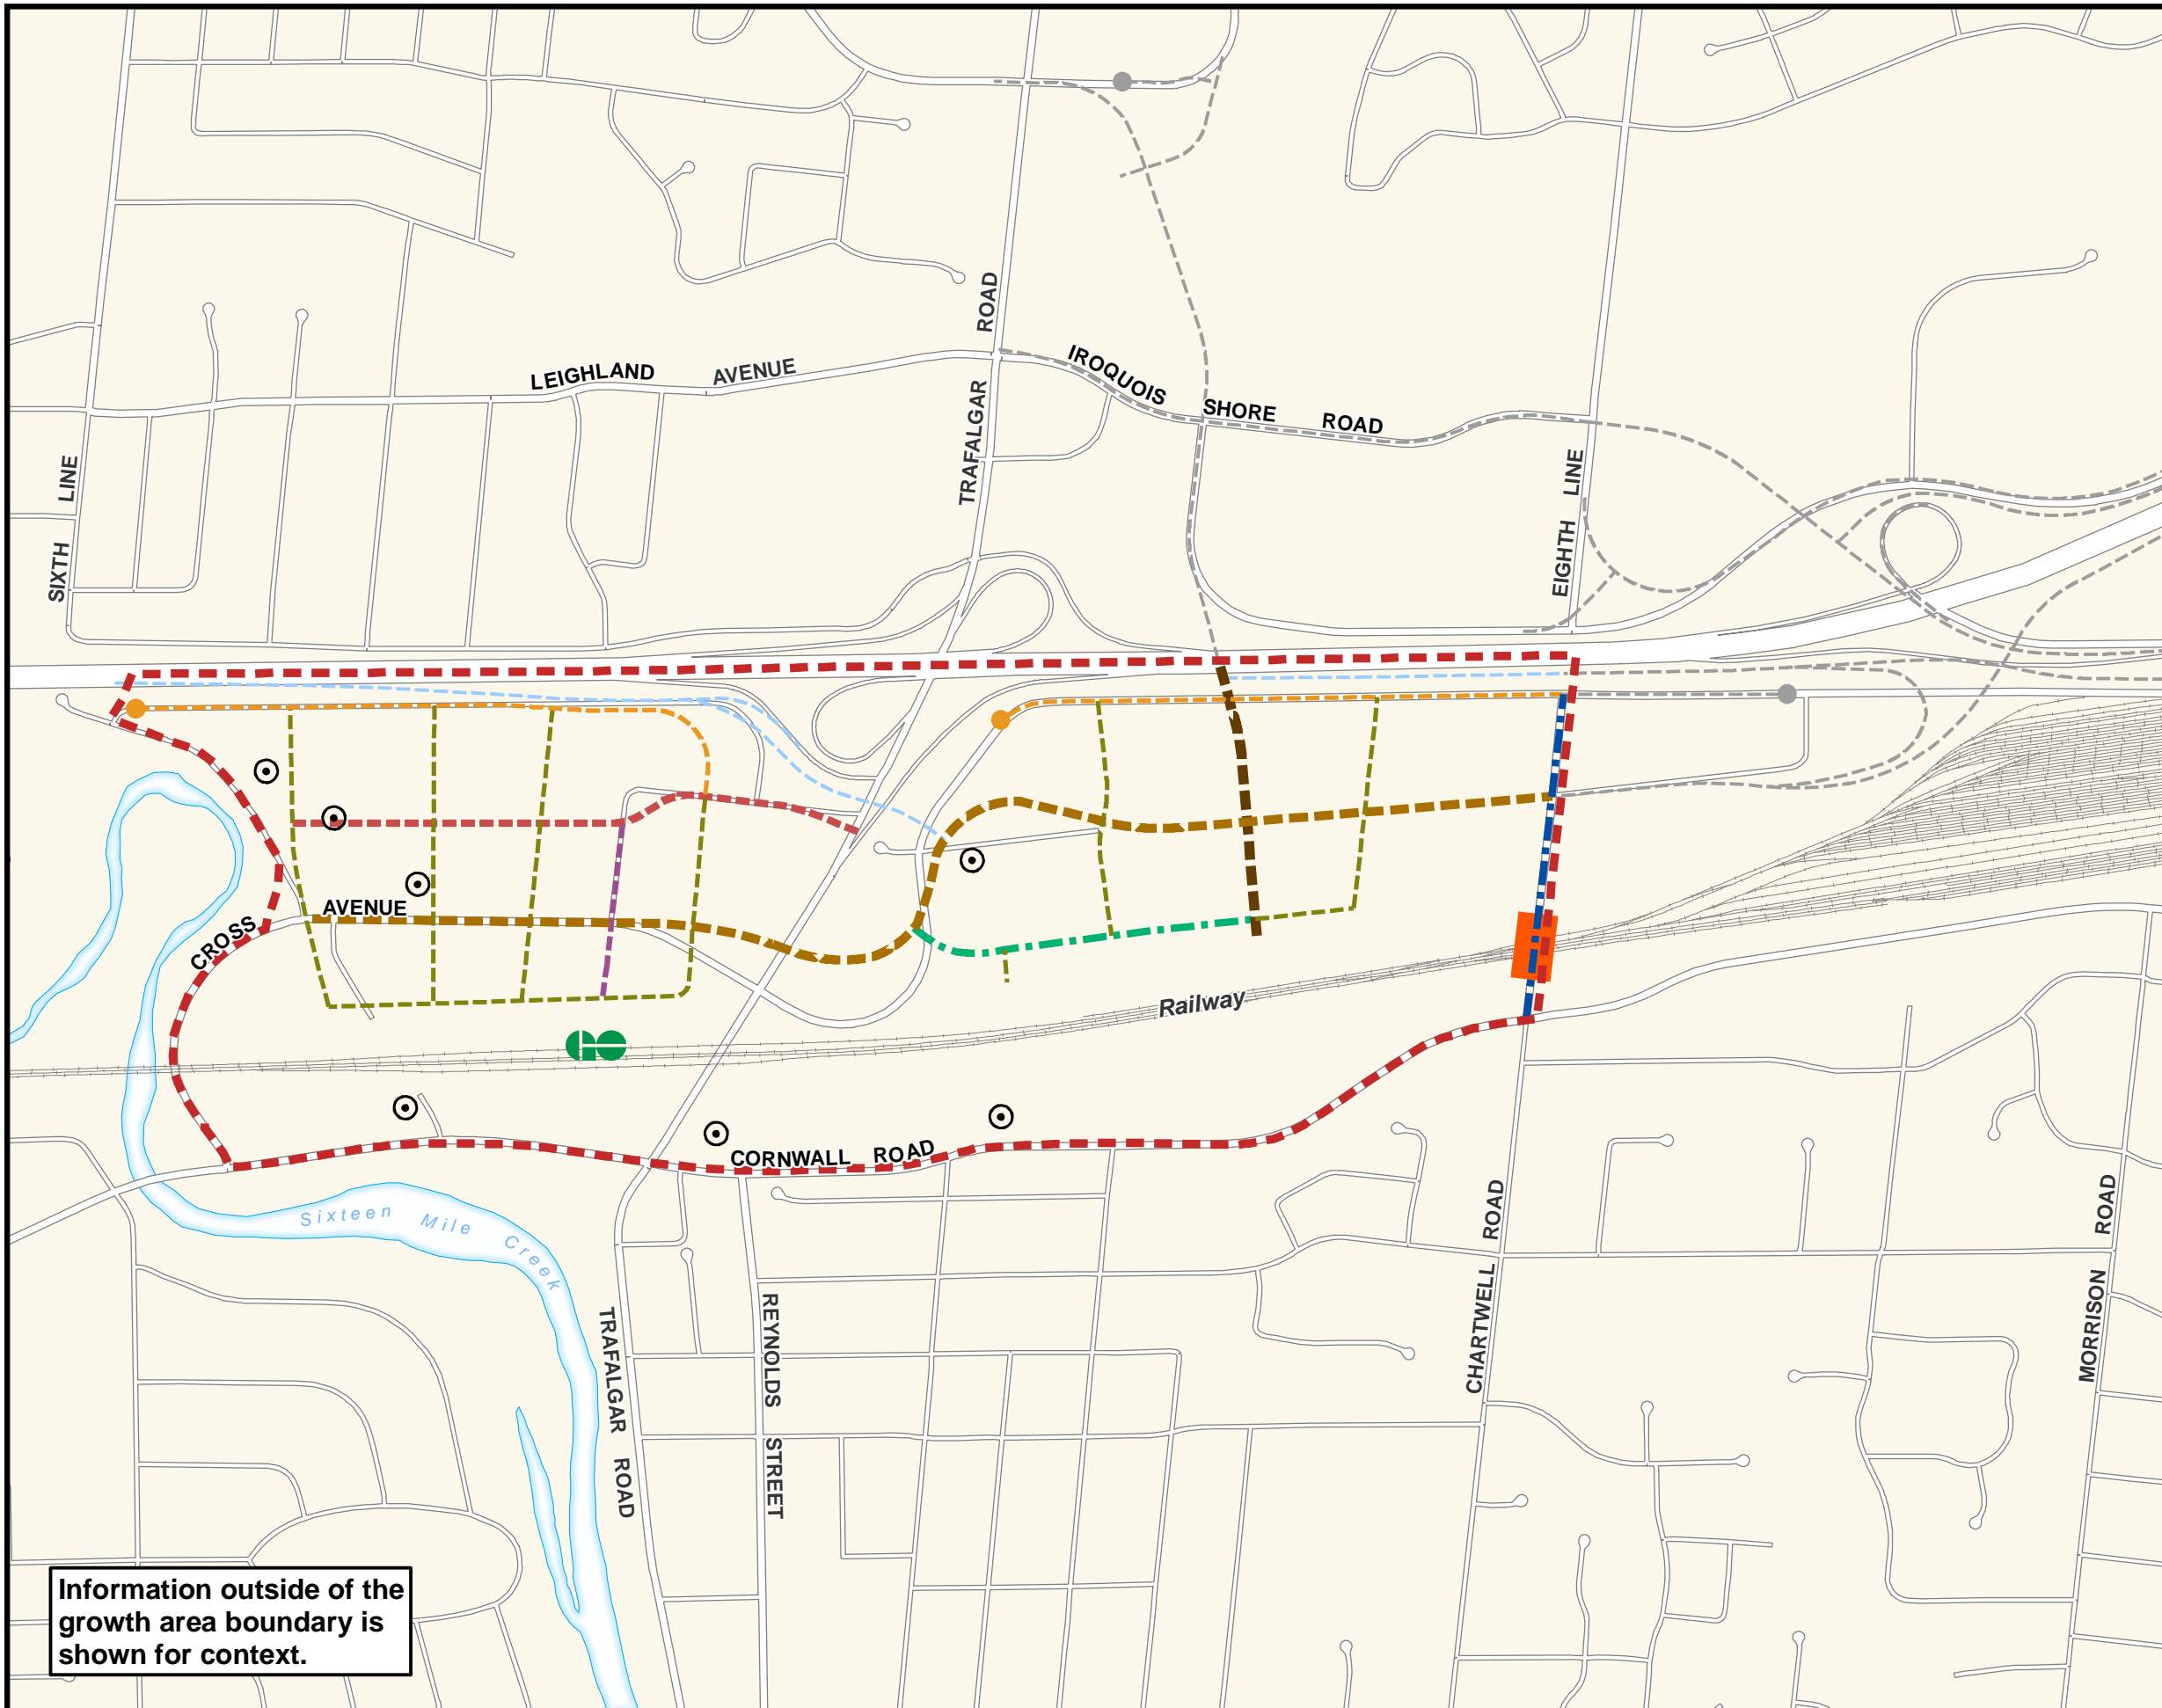 ROAD
TRAFALGAR
LEIGHLAND AVENUE
IROQUOIS SHORE ROAD
SIXTH LINE
EIGHTH LINE
CROSS AVENUE
Railway
GO
CORNWALL ROAD
Sixteen Mile Creek
TRAFALGAR ROAD
REYNOLDS STREET
CHARTWELL ROAD
MORRISON ROAD
Information outside of the
growth area boundary is
shown for context.